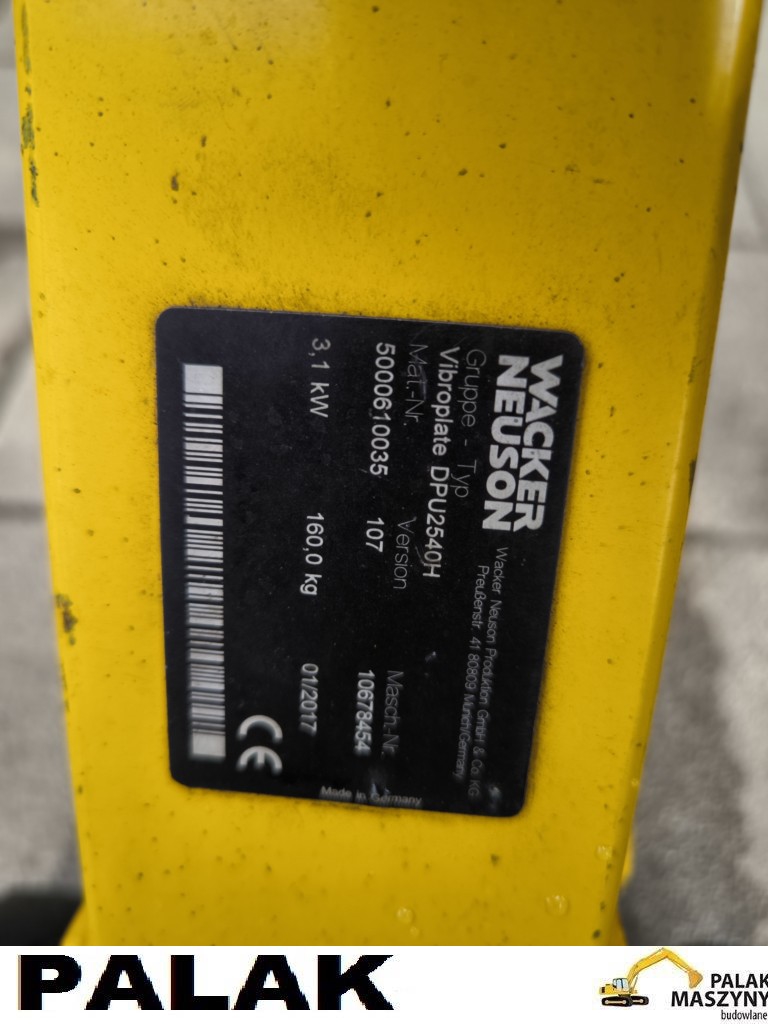 WACKER
NEUSON
Wacker Neuson Produktion GmbH & Co. KG
Preußenstr. 41 80809 Munich/Germany
Gruppe - Typ
Vibroplate DPU2540H
Mat.-Nr. Version Masch.-Nr.
5000610035 107 10678454
3,1 kW 160,0 kg 01/2017
CE
Made in Germany
PALAK
PALAK
MASZYNY
budowlane